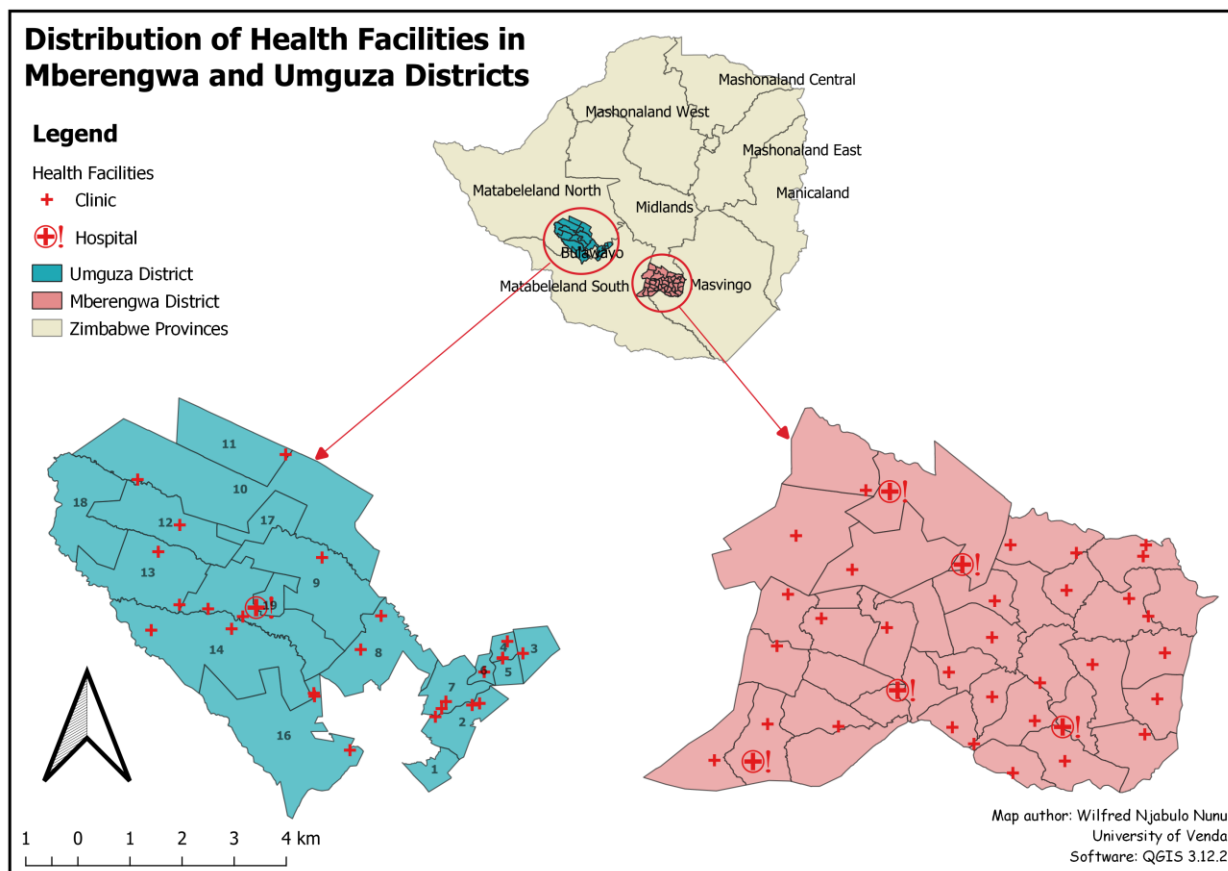 Distribution of Health Facilities in
Mberengwa and Umguza Districts
Legend
Health Facilities
Clinic
Hospital
Umguza District
Mberengwa District
Zimbabwe Provinces
Mashonaland Central
Mashonaland West
Mashonaland East
Manicaland
Matabeleland North
Midlands
Bulawayo
Matabeleland South
Masvingo
11
10
18
12
17
13
9
19
14
8
4
3
6
5
7
2
16
1
1 0 1 2 3 4 km
Map author: Wilfred Njabulo Nunu
University of Venda
Software: QGIS 3.12.2